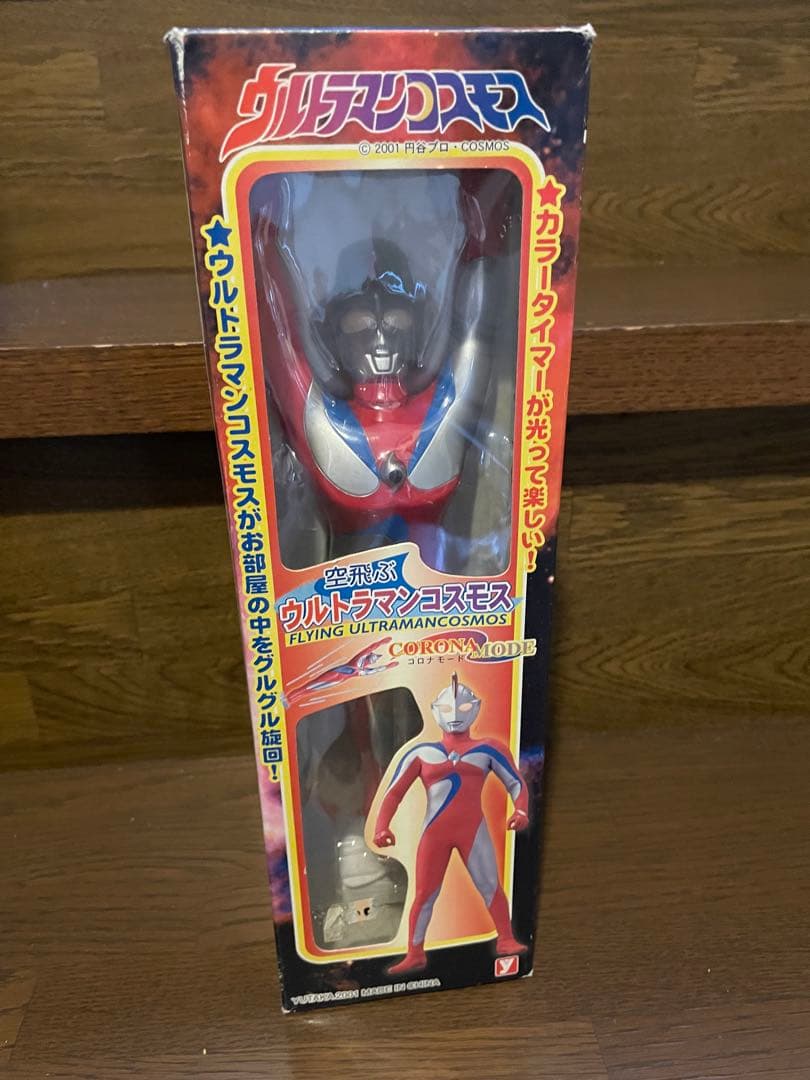 ウルトラマンコスモス
© 2001 円谷プロ・COSMOS
★カラータイマーが光って楽しい!
★ウルトラマンコスモスがお部屋の中をグルグル旋回!
空飛ぶ
ウルトラマンコスモス
FLYING ULTRAMANCOSMOS
CORONA MODE
コロナモード
y
YUTAKA 2001 MADE IN CHINA